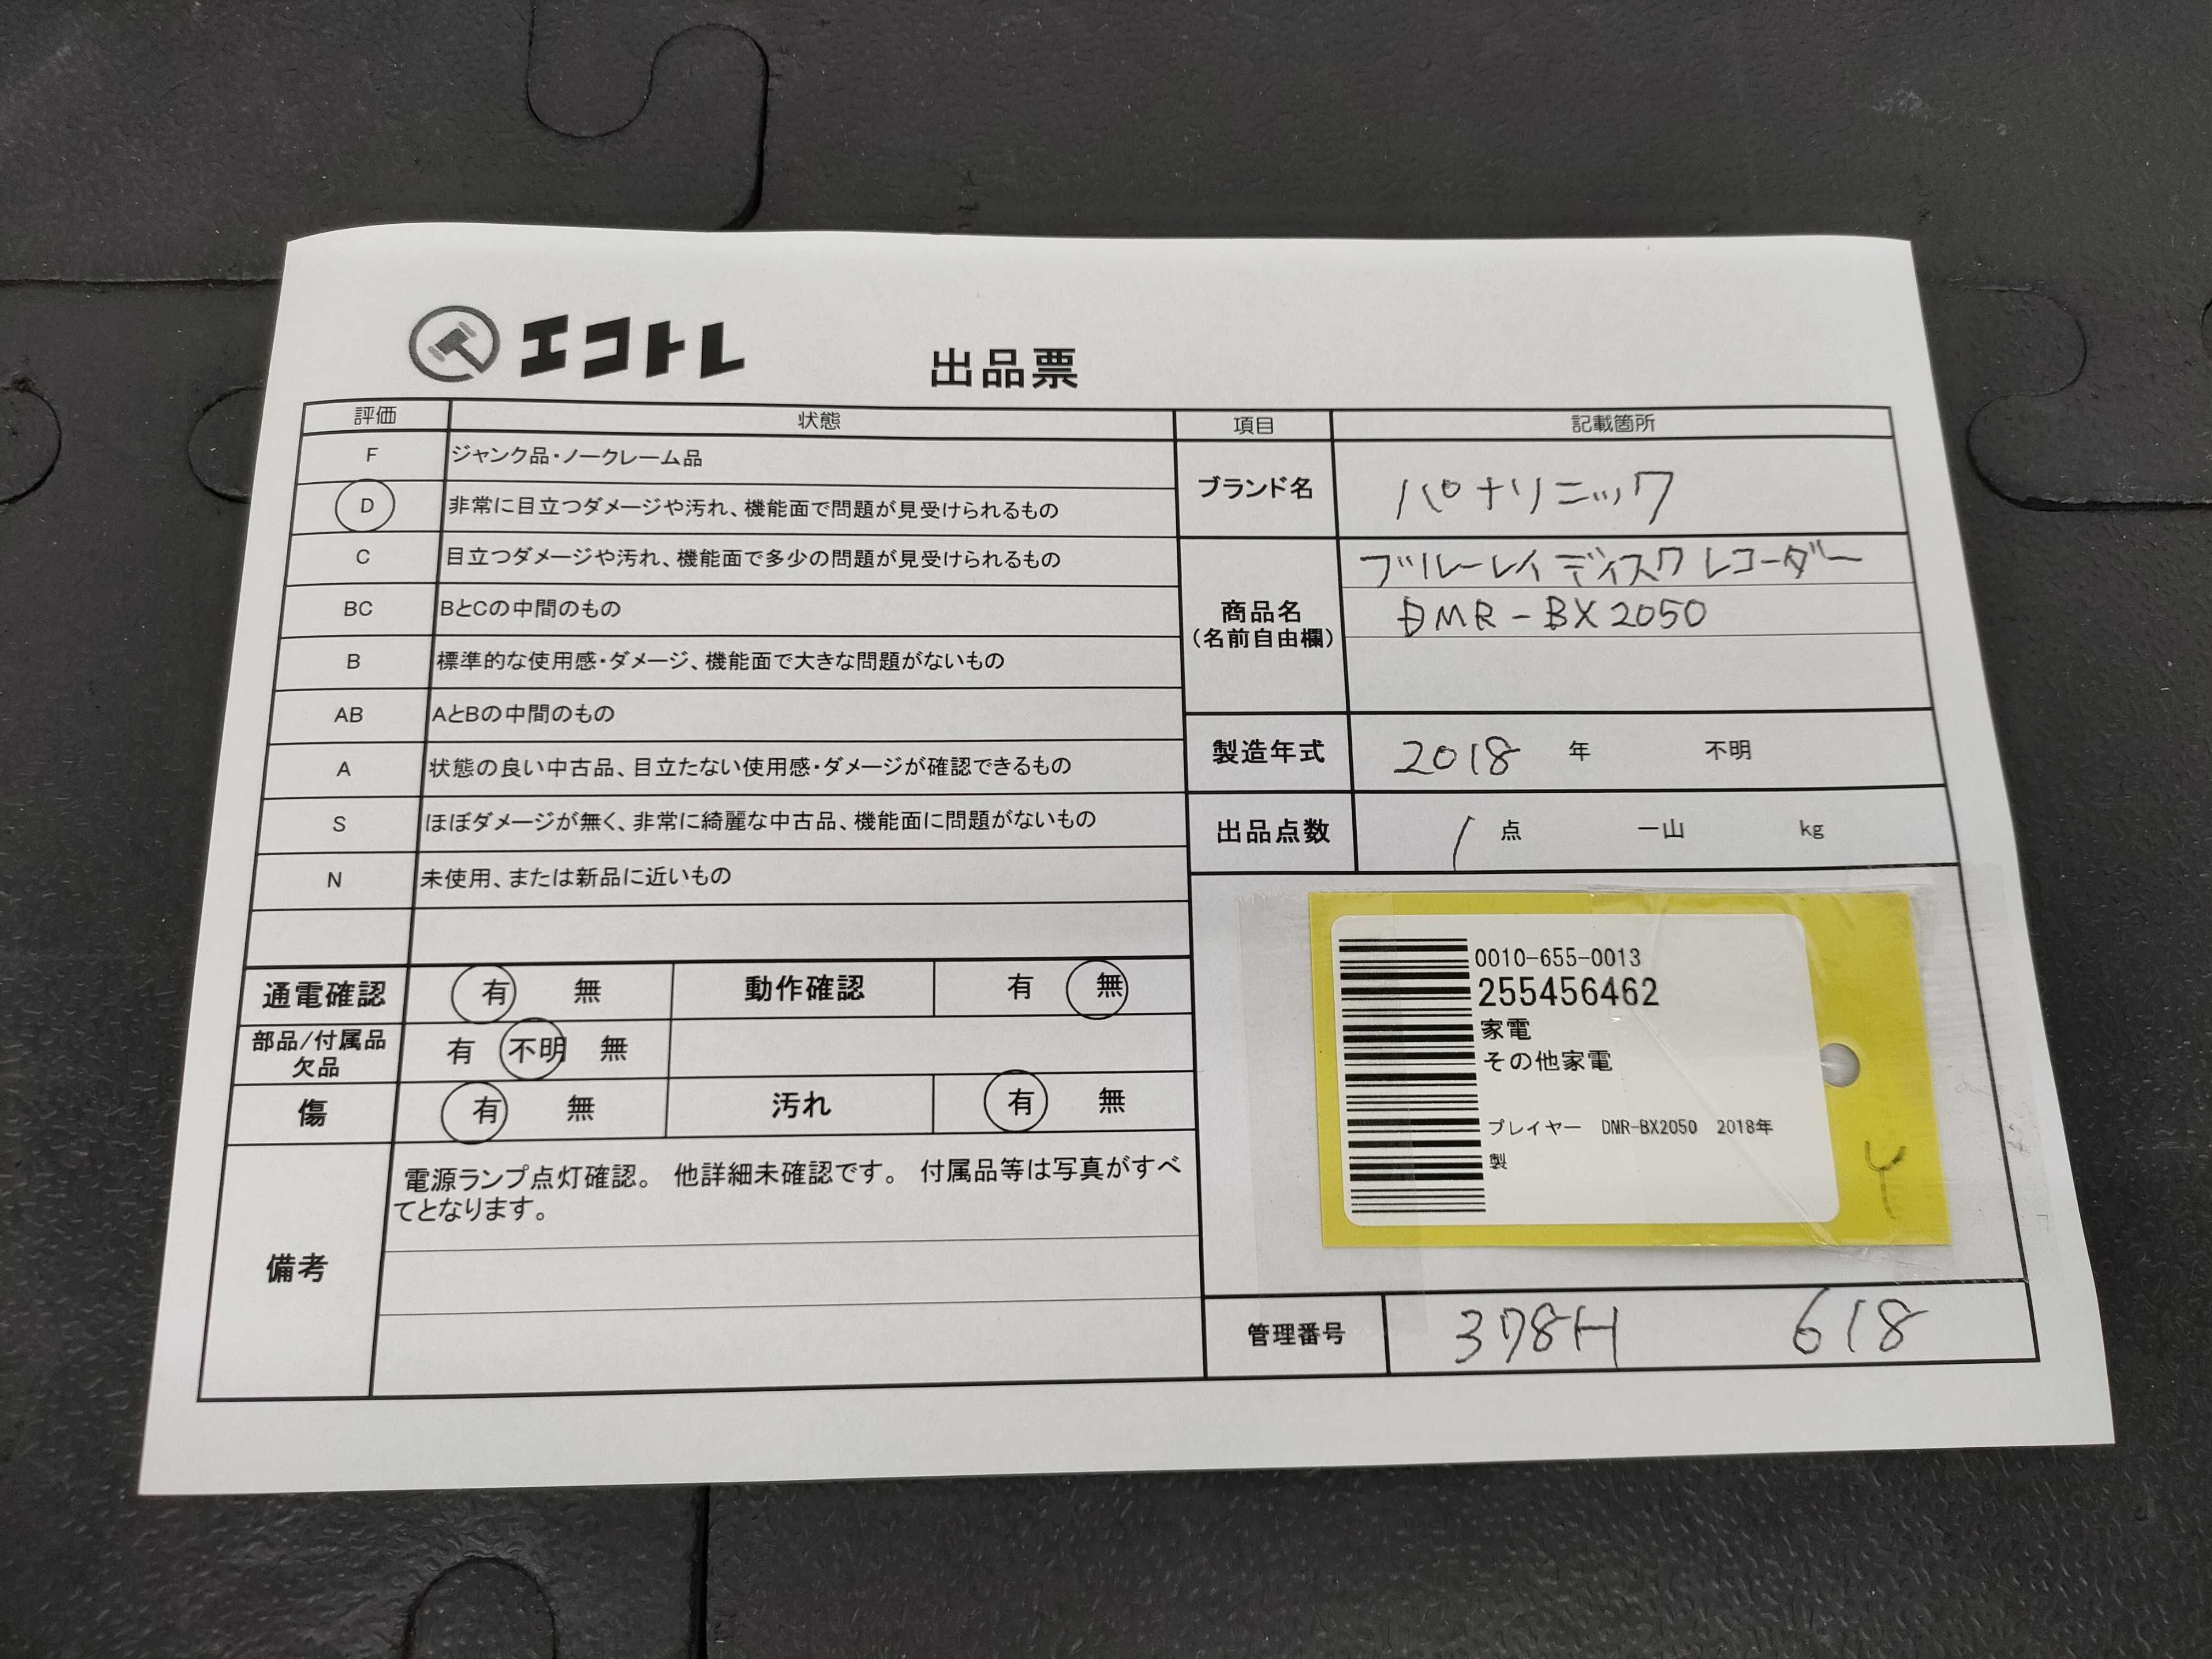 エコトレ
出品票
評価 状態
F ジャンク品・ノークレーム品
D 非常に目立つダメージや汚れ、機能面で問題が見受けられるもの
C 目立つダメージや汚れ、機能面で多少の問題が見受けられるもの
BC BとCの中間のもの
B 標準的な使用感・ダメージ、機能面で大きな問題がないもの
AB AとBの中間のもの
A 状態の良い中古品、目立たない使用感・ダメージが確認できるもの
S ほぼダメージが無く、非常に綺麗な中古品、機能面に問題がないもの
N 未使用、または新品に近いもの
通電確認 有 無 動作確認 有 無
部品/付属品
欠品 有 不明 無
傷 有 無 汚れ 有 無
備考
電源ランプ点灯確認。 他詳細未確認です。 付属品等は写真がすべ
てとなります。
項目 記載箇所
ブランド名 パナソニック
商品名
(名前自由欄)
ブルーレイディスクレコーダー
DMR-BX2050
製造年式 2018 年 不明
出品点数 1 点 一山 kg
0010-655-0013
255456462
家電
その他家電
プレイヤー DMR-BX2050 2018年
製
Y
管理番号 378H 618